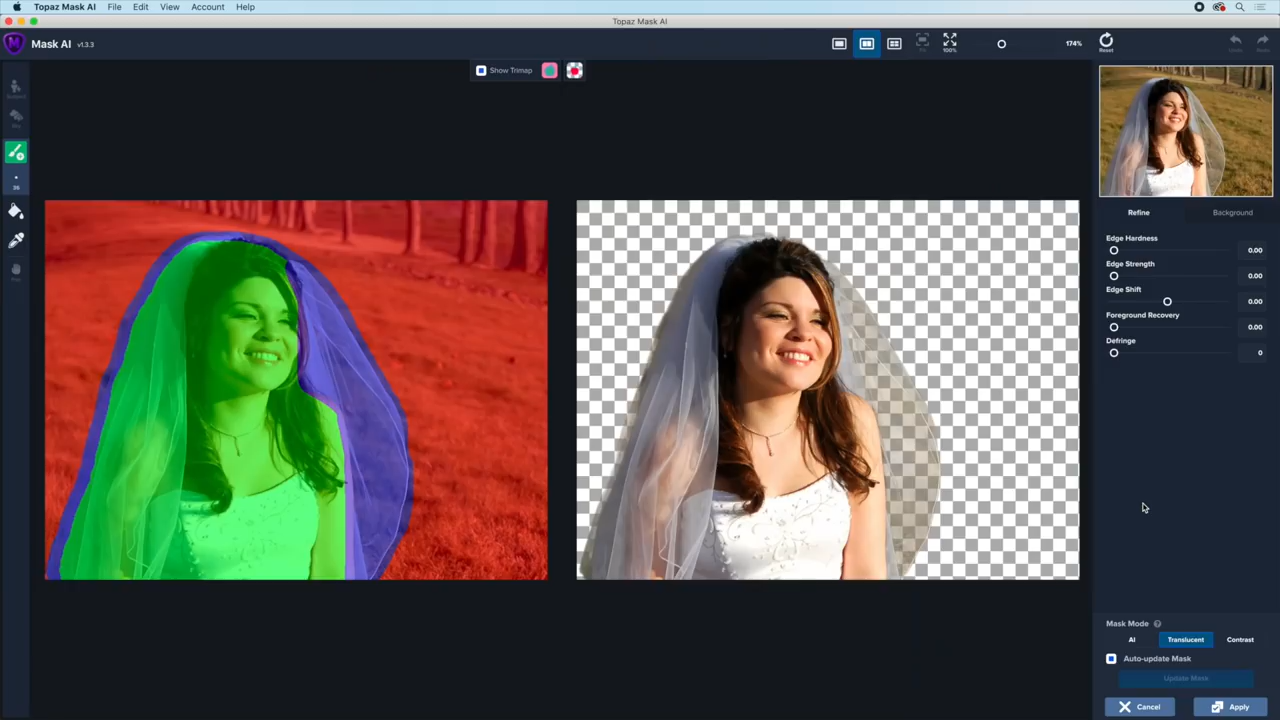 Topaz Mask AI File Edit View Account Help
Topaz Mask AI
Mask AI v1.3.3
100%
174%
Reset
Show Trimap
36
Refine Background
Edge Hardness
0.00
Edge Strength
0.00
Edge Shift
0.00
Foreground Recovery
0.00
Defringe
0
Mask Mode ?
AI Translucent Contrast
Auto-update Mask
Update Mask
Cancel Apply